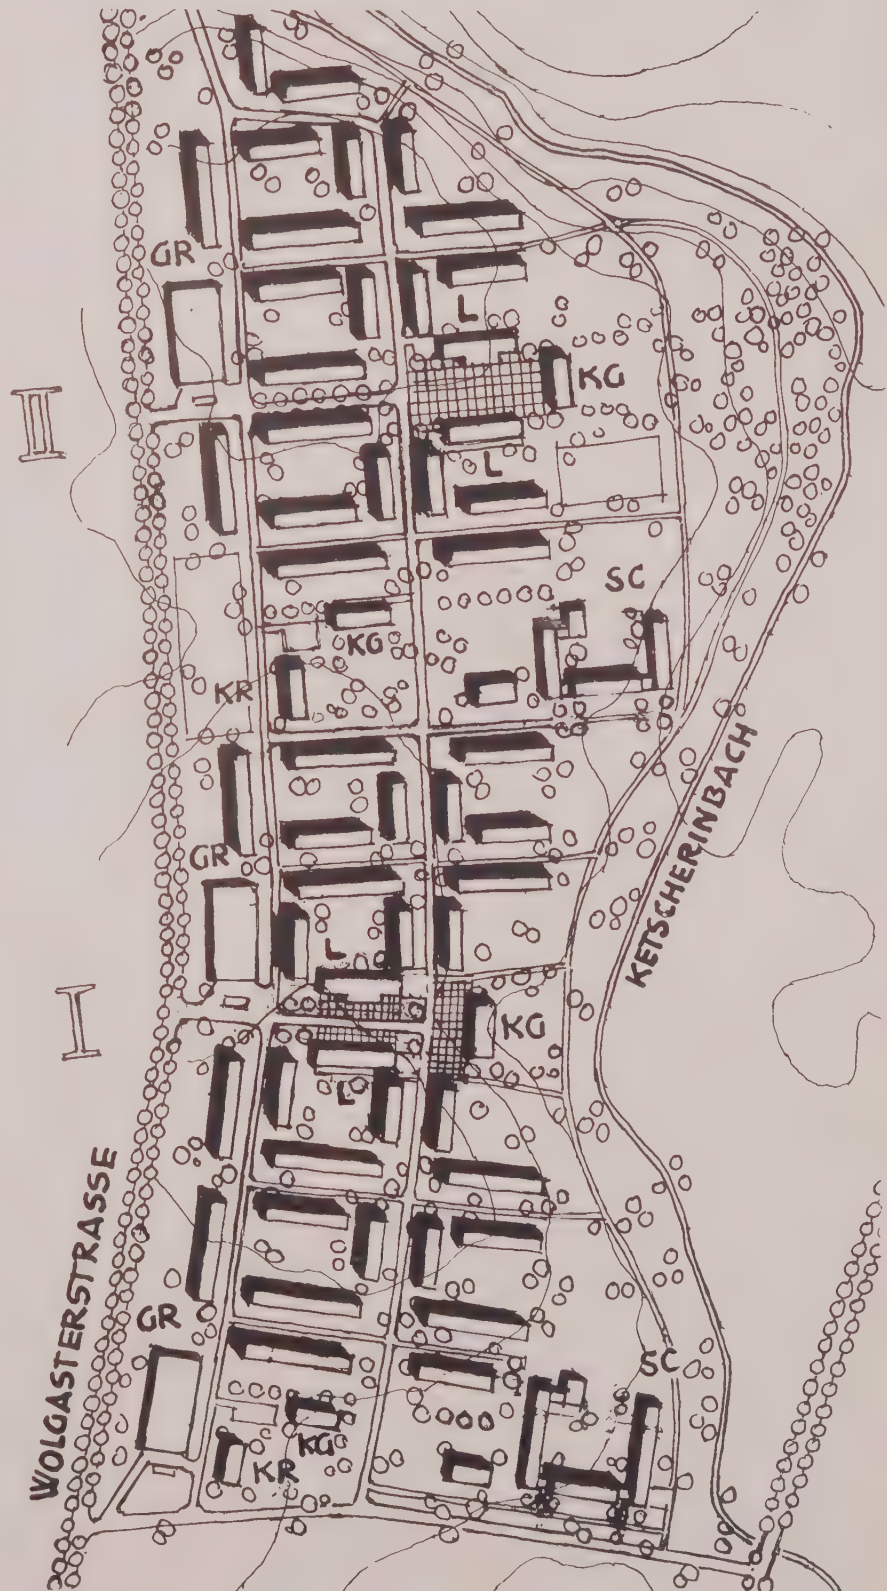 GR
L
KG
II
L
SC
KG
KR
GR
KETSCHERINBACH
L
I
KG
L
WOLGASTERSTRASSE
GR
SC
KG
KR